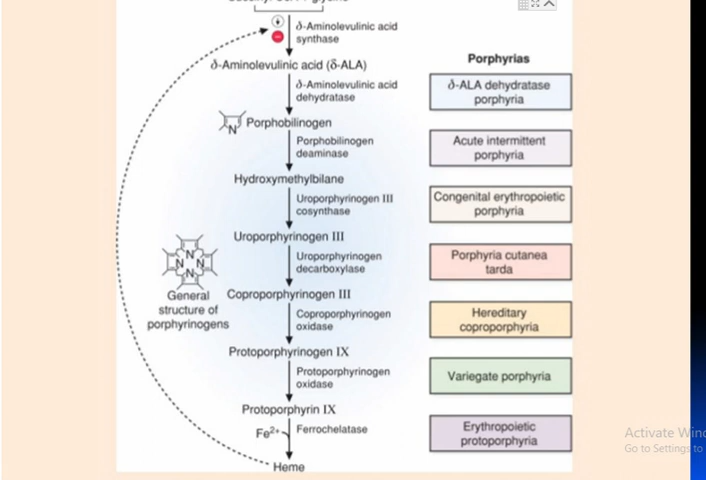 δ-Aminolevulinic acid
synthase
δ-Aminolevulinic acid (δ-ALA)
Porphyrias
δ-Aminolevulinic acid
dehydratase
δ-ALA dehydratase
porphyria
N
Porphobilinogen
Porphobilinogen
deaminase
Acute intermittent
porphyria
Hydroxymethylbilane
Uroporphyrinogen III
cosynthase
Congenital erythropoietic
porphyria
Uroporphyrinogen III
Uroporphyrinogen
decarboxylase
Porphyria cutanea
tarda
N
N N
N
General
structure of
porphyrinogens
Coproporphyrinogen III
Coproporphyrinogen
oxidase
Hereditary
coproporphyria
Protoporphyrinogen IX
Protoporphyrinogen
oxidase
Variegate porphyria
Protoporphyrin IX
Fe2+
Ferrochelatase
Erythropoietic
protoporphyria
Heme
Activate Win
Go to Settings to